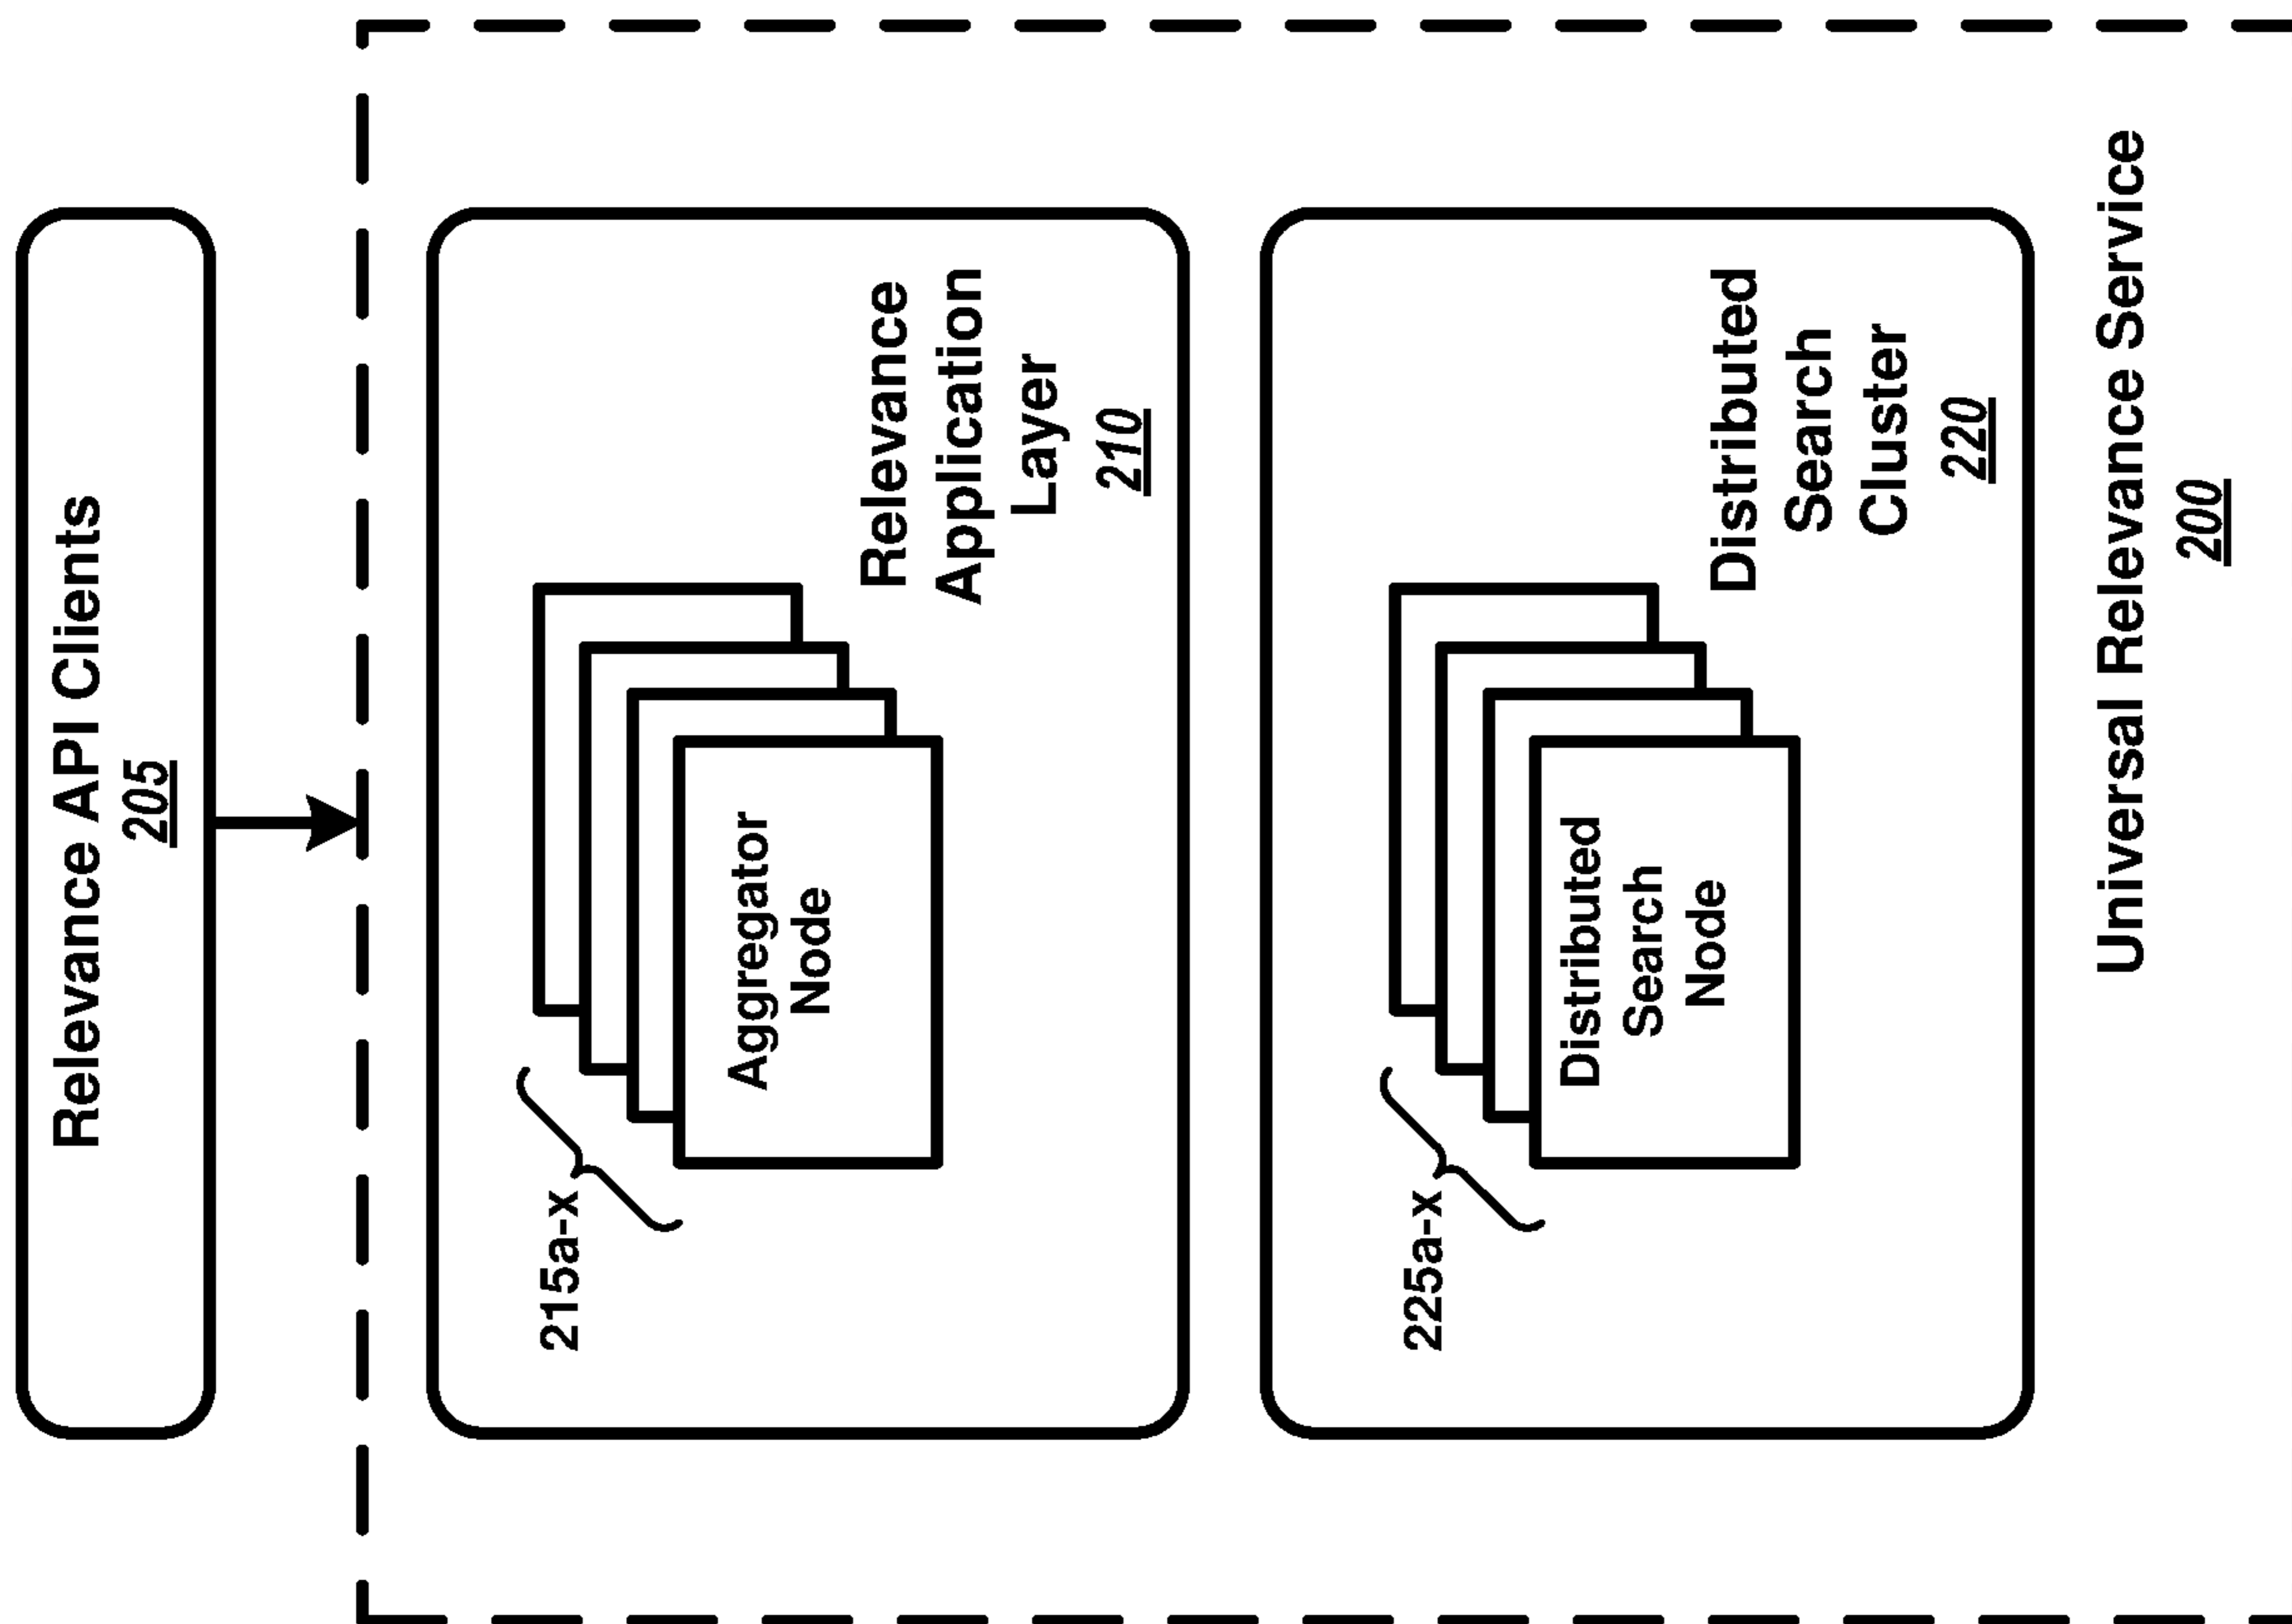 Relevance API Clients
205
215a-x
Aggregator
Node
Relevance
Application
Layer
210
225a-x
Distributed
Search
Node
Distributed
Search
Cluster
220
Universal Relevance Service
200